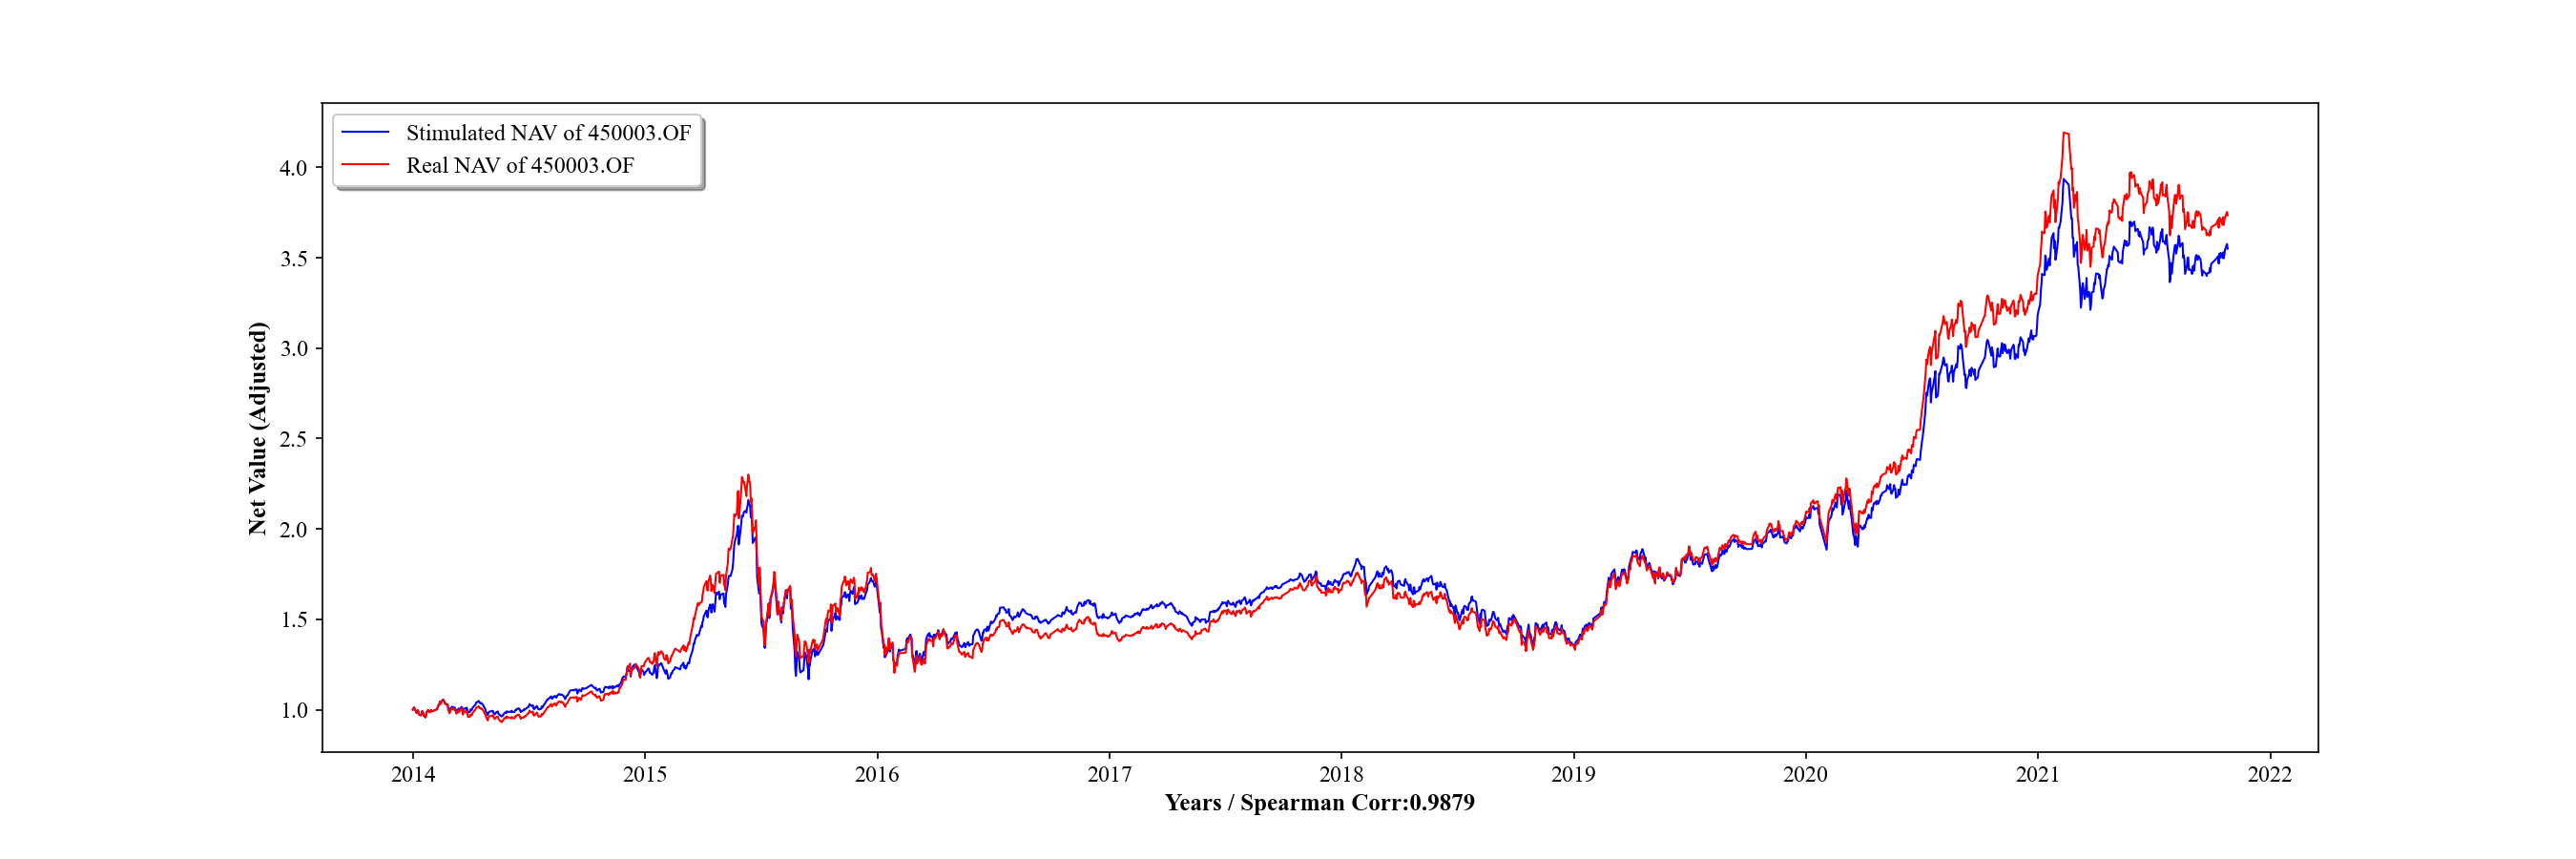 Stimulated NAV of 450003.OF
Real NAV of 450003.OF
Net Value (Adjusted)
4.0
3.5
3.0
2.5
2.0
1.5
1.0
2014 2015 2016 2017 2018 2019 2020 2021 2022
Years / Spearman Corr:0.9879